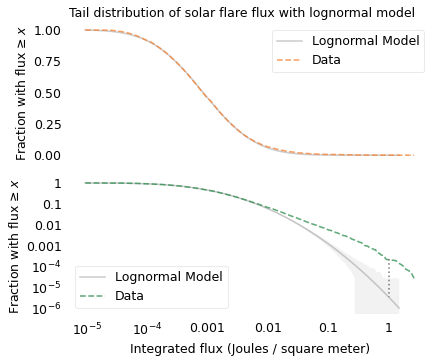 Tail distribution of solar flare flux with lognormal model
Fraction with flux ≥ x
1.00
0.75
0.50
0.25
0.00
Lognormal Model
Data
Fraction with flux ≥ x
1
0.1
0.01
0.001
10⁻⁴
10⁻⁵
10⁻⁶
Lognormal Model
Data
10⁻⁵ 10⁻⁴ 0.001 0.01 0.1 1
Integrated flux (Joules / square meter)